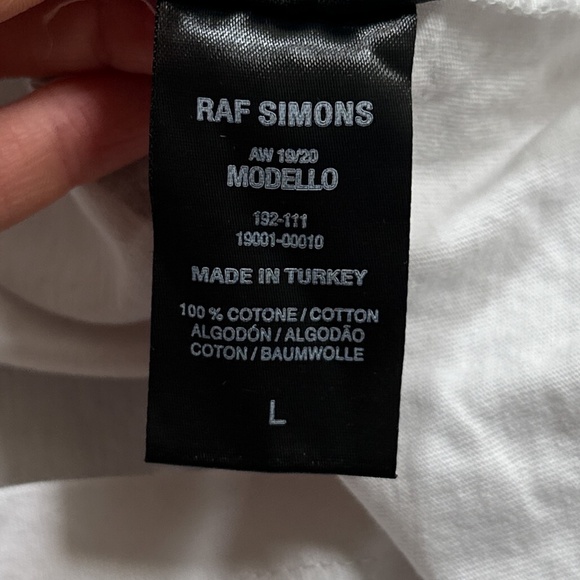 RAF SIMONS
AW 19/20
MODELLO
192-111
19001-00010
MADE IN TURKEY
100 % COTONE / COTTON
ALGODÓN / ALGODÃO
COTON / BAUMWOLLE
L